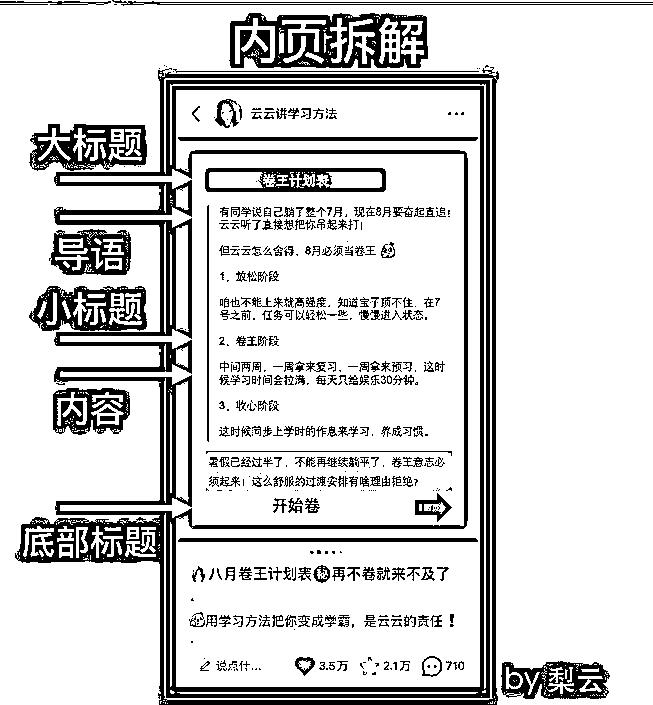 内页拆解
云云讲学习方法
大标题
卷王计划表
有同学说自己躺了整个7月，现在8月要奋起直追！
云云听了直接想把你吊起来打！
导语
但云云怎么舍得，8月必须当卷王
1、放松阶段
小标题
咱也不能上来就高强度，知道宝子顶不住，在7
号之前，任务可以轻松一些，慢慢进入状态。
2、卷王阶段
内容
中间两周，一周拿来复习、一周拿来预习，这时
候学习时间会拉满，每天只给娱乐30分钟。
3、收心阶段
这时候同步上学时的作息来学习，养成习惯。
暑假已经过半了，不能再继续躺平了，卷王意志必
须起来！这么舒服的过渡安排有啥理由拒绝？
底部标题
开始卷
八月卷王计划表㊙再不卷就来不及了
用学习方法把你变成学霸，是云云的责任❗
说点什...
3.5万
2.1万
710
by梨云